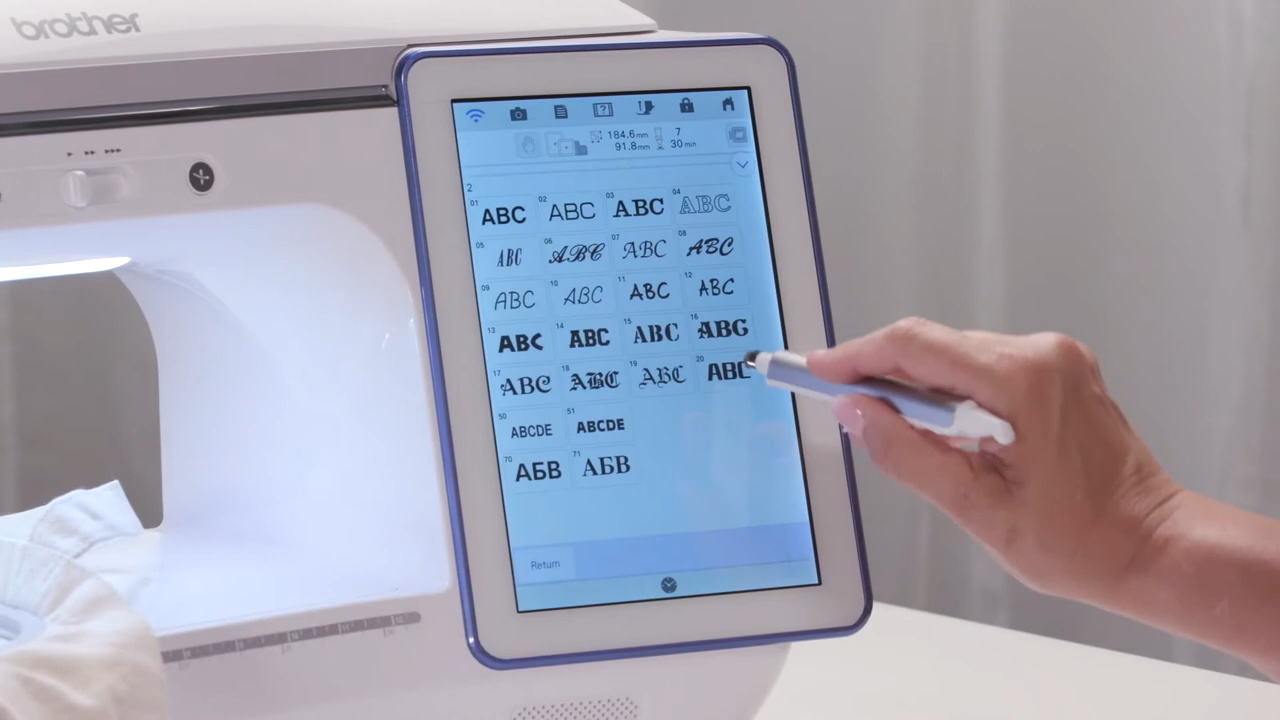 brother
184.6mm 7
91.8mm 30 min
2
01 ABC 02 ABC 03 ABC 04 ABC
05 ABC 06 ABC 07 ABC 08 ABC
09 ABC 10 ABC 11 ABC 12 ABC
13 ABC 14 ABC 15 ABC 16 ABC
17 ABC 18 ABC 19 ABC 20 ABC
50 ABCDE 51 ABCDE
70 АБВ 71 АБВ
Return